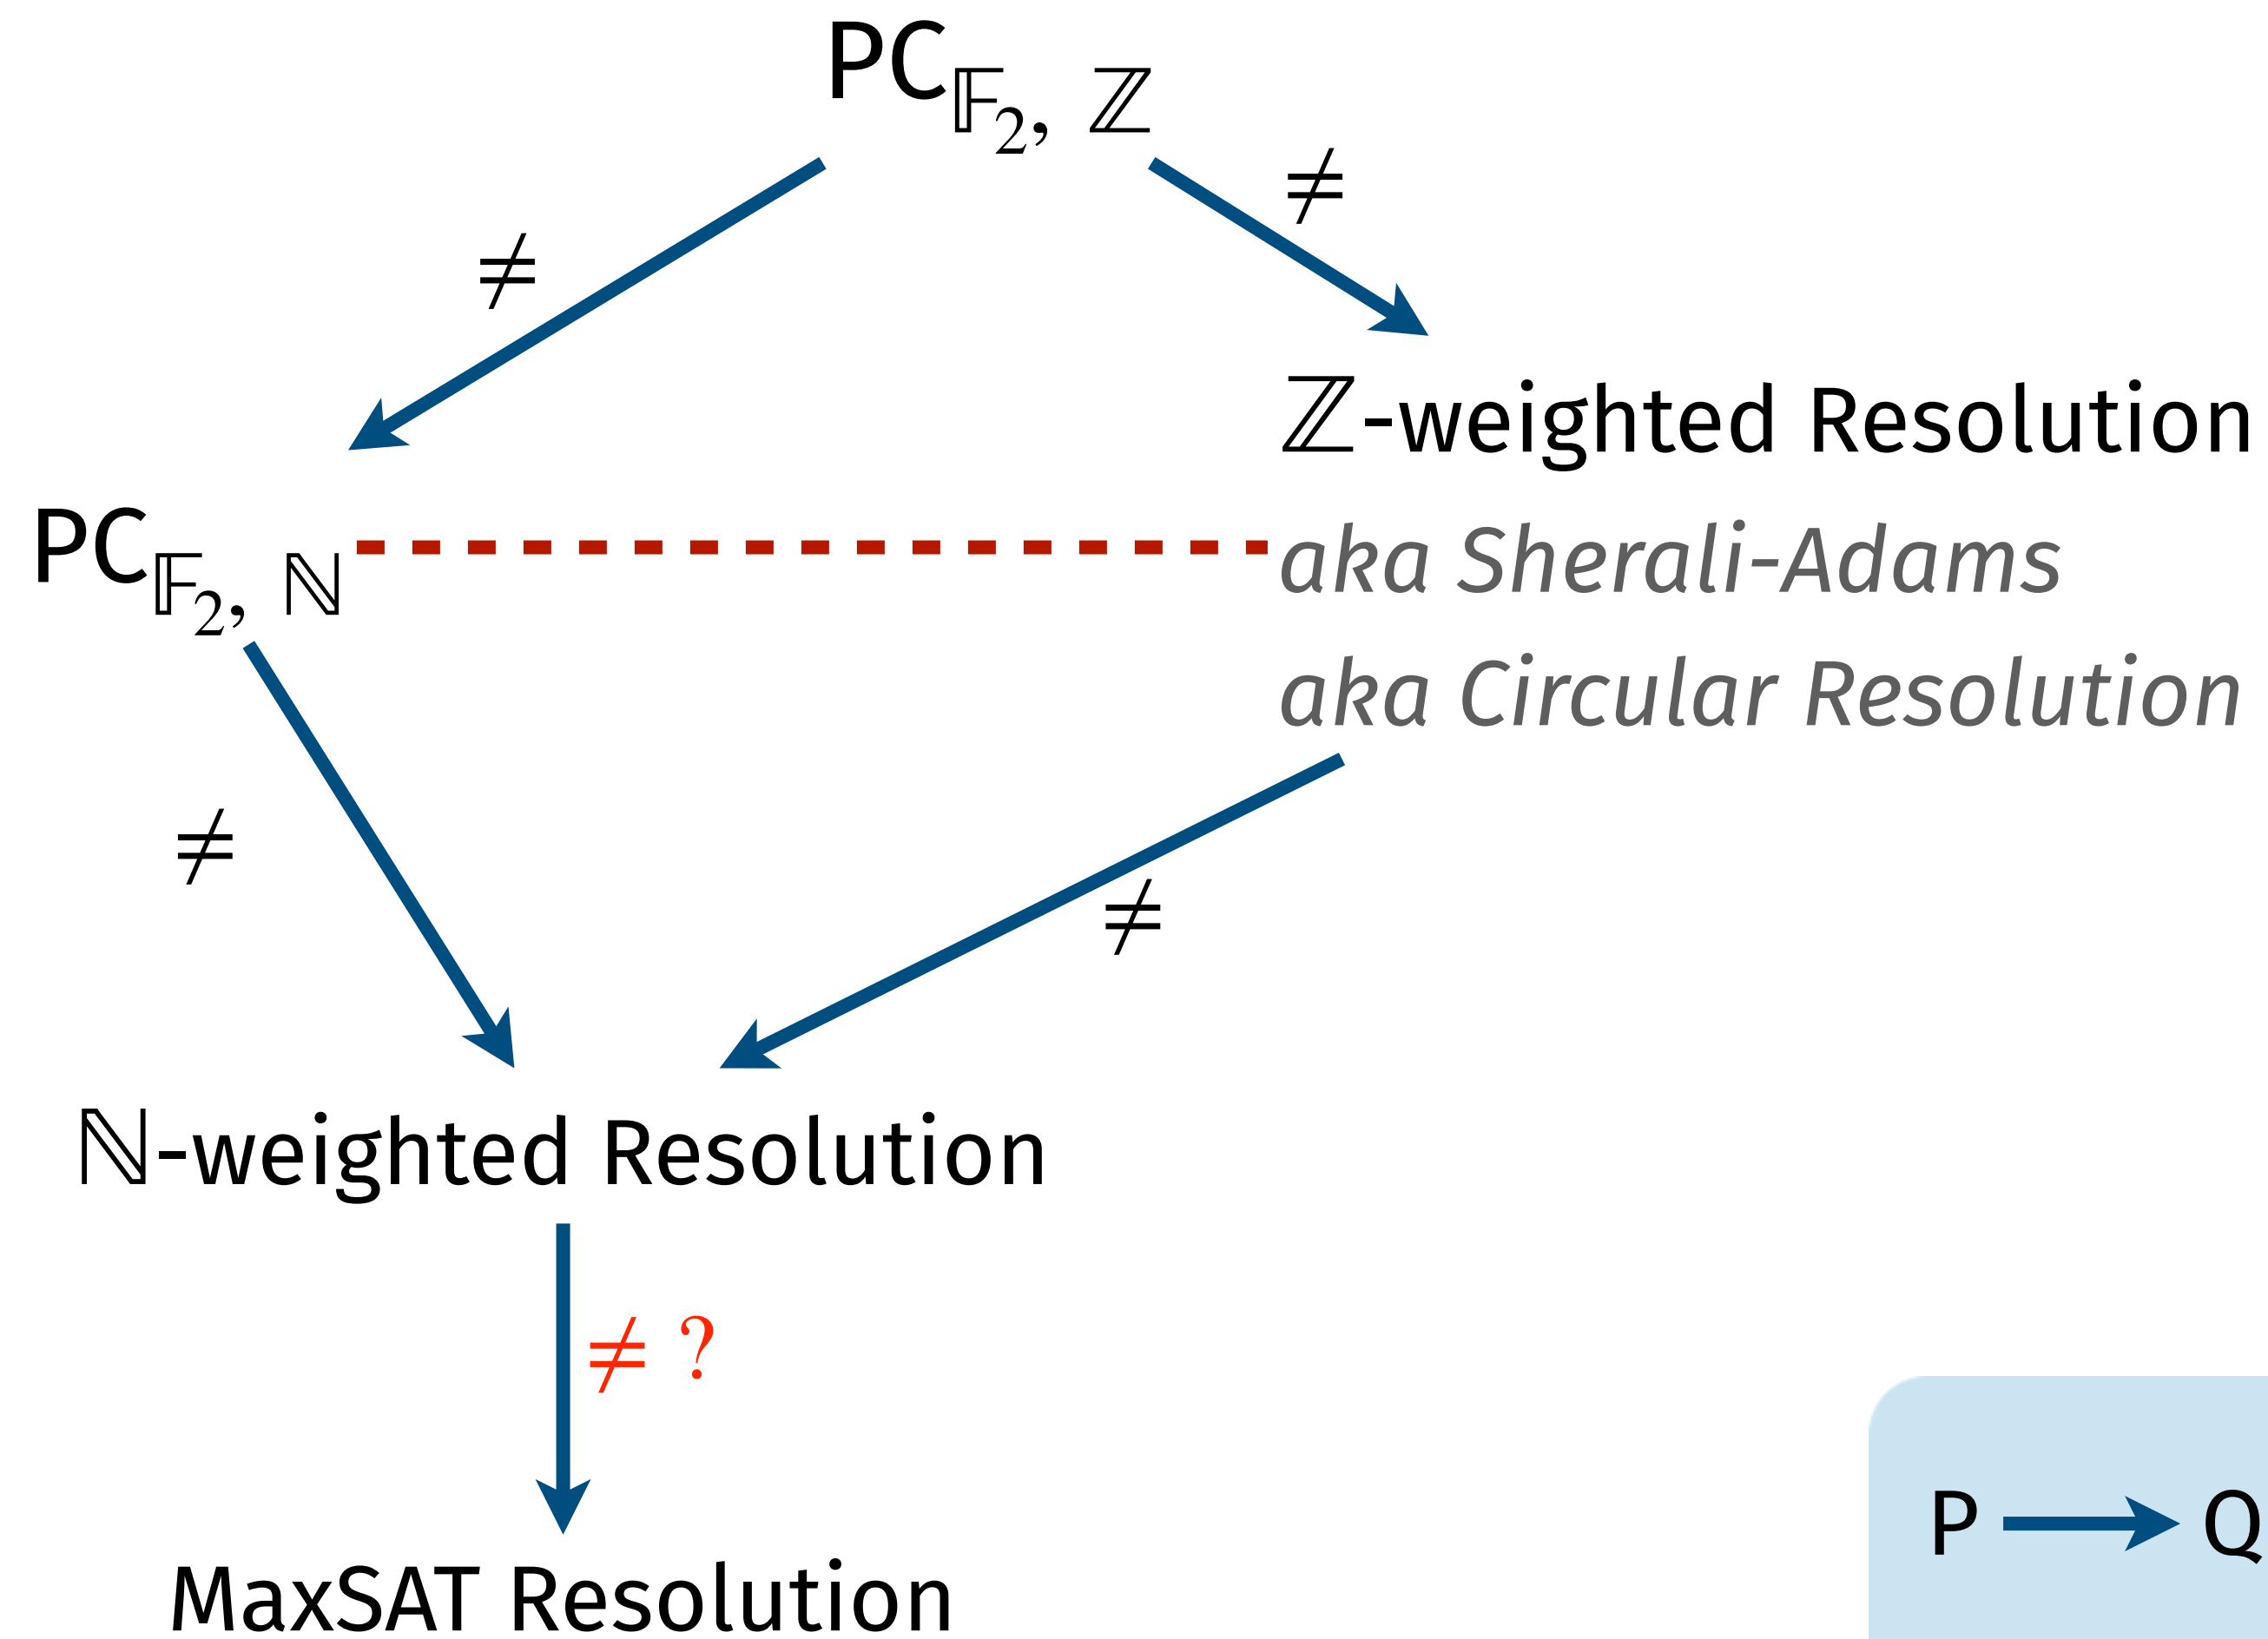 PC𝔽₂, ℤ
≠
≠
ℤ-weighted Resolution
PC𝔽₂, ℕ
aka Sherali-Adams
aka Circular Resolution
≠
≠
ℕ-weighted Resolution
≠ ?
P → Q
MaxSAT Resolution